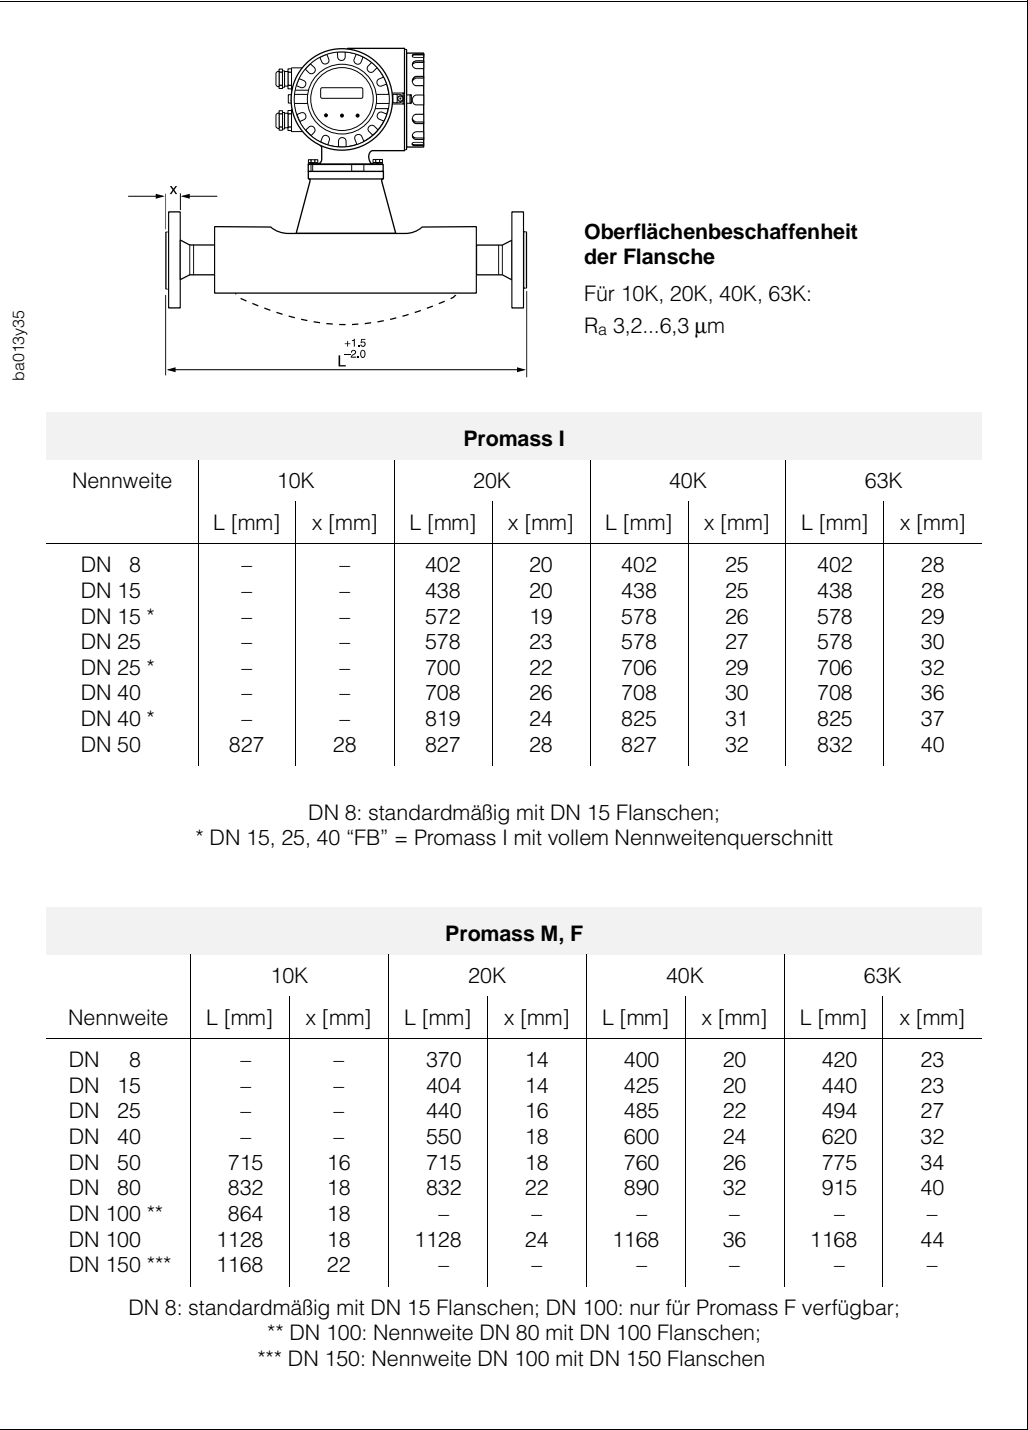 x
Oberflächenbeschaffenheit
der Flansche
Für 10K, 20K, 40K, 63K:
Ra 3,2...6,3 µm
ba013y35
L +1.5 –2.0
Promass I
Nennweite 10K 20K 40K 63K
L [mm] x [mm] L [mm] x [mm] L [mm] x [mm] L [mm] x [mm]
DN 8 – – 402 20 402 25 402 28
DN 15 – – 438 20 438 25 438 28
DN 15 * – – 572 19 578 26 578 29
DN 25 – – 578 23 578 27 578 30
DN 25 * – – 700 22 706 29 706 32
DN 40 – – 708 26 708 30 708 36
DN 40 * – – 819 24 825 31 825 37
DN 50 827 28 827 28 827 32 832 40
DN 8: standardmäßig mit DN 15 Flanschen;
* DN 15, 25, 40 “FB” = Promass I mit vollem Nennweitenquerschnitt
Promass M, F
10K 20K 40K 63K
Nennweite L [mm] x [mm] L [mm] x [mm] L [mm] x [mm] L [mm] x [mm]
DN 8 – – 370 14 400 20 420 23
DN 15 – – 404 14 425 20 440 23
DN 25 – – 440 16 485 22 494 27
DN 40 – – 550 18 600 24 620 32
DN 50 715 16 715 18 760 26 775 34
DN 80 832 18 832 22 890 32 915 40
DN 100 ** 864 18 – – – – – –
DN 100 1128 18 1128 24 1168 36 1168 44
DN 150 *** 1168 22 – – – – – –
DN 8: standardmäßig mit DN 15 Flanschen; DN 100: nur für Promass F verfügbar;
** DN 100: Nennweite DN 80 mit DN 100 Flanschen;
*** DN 150: Nennweite DN 100 mit DN 150 Flanschen